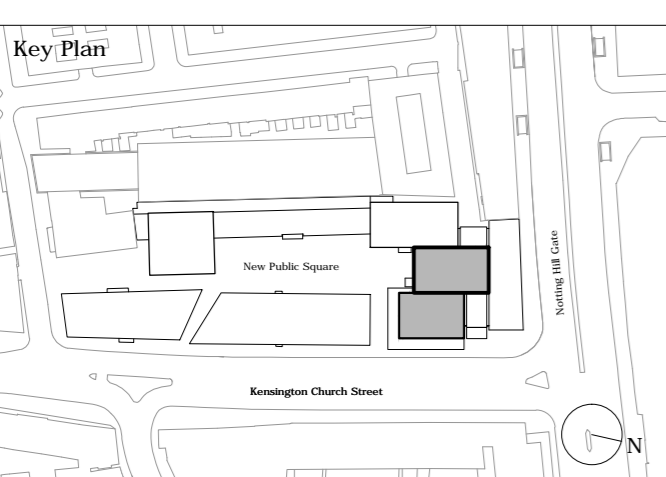 Key Plan
New Public Square
Notting Hill Gate
Kensington Church Street
N